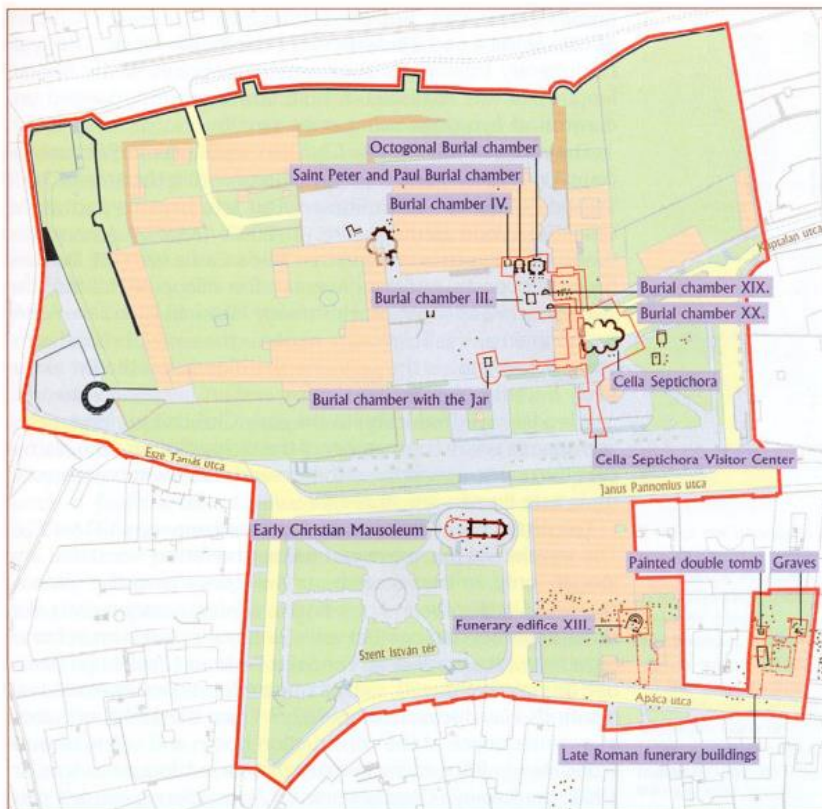 Octogonal Burial chamber
Saint Peter and Paul Burial chamber
Burial chamber IV.
Káptalan utca
Burial chamber III.
Burial chamber XIX.
Burial chamber XX.
Cella Septichora
Burial chamber with the Jar
Esze Tamás utca
Cella Septichora Visitor Center
Janus Pannonius utca
Early Christian Mausoleum
Painted double tomb
Graves
Funerary edifice XIII.
Szent István tér
Apáca utca
Late Roman funerary buildings